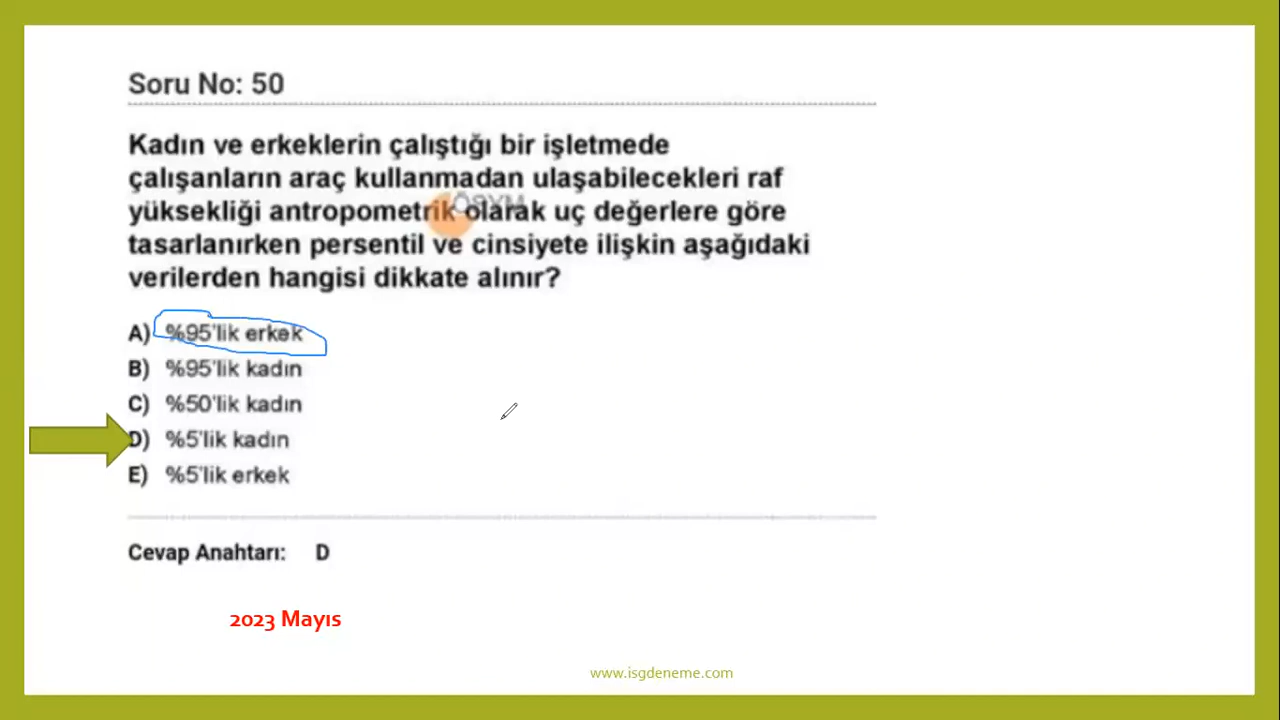 Soru No: 50
Kadın ve erkeklerin çalıştığı bir işletmede
çalışanların araç kullanmadan ulaşabilecekleri raf
yüksekliği antropometrik olarak uç değerlere göre
tasarlanırken persentil ve cinsiyete ilişkin aşağıdaki
verilerden hangisi dikkate alınır?
ÖSYM
A) %95'lik erkek
B) %95'lik kadın
C) %50'lik kadın
D) %5'lik kadın
E) %5'lik erkek
Cevap Anahtarı: D
2023 Mayıs
www.isgdeneme.com